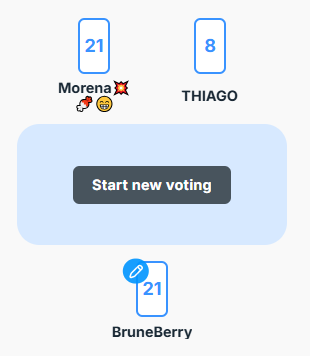 21
8
Morena💥
📌😁
THIAGO
Start new voting
21
BruneBerry